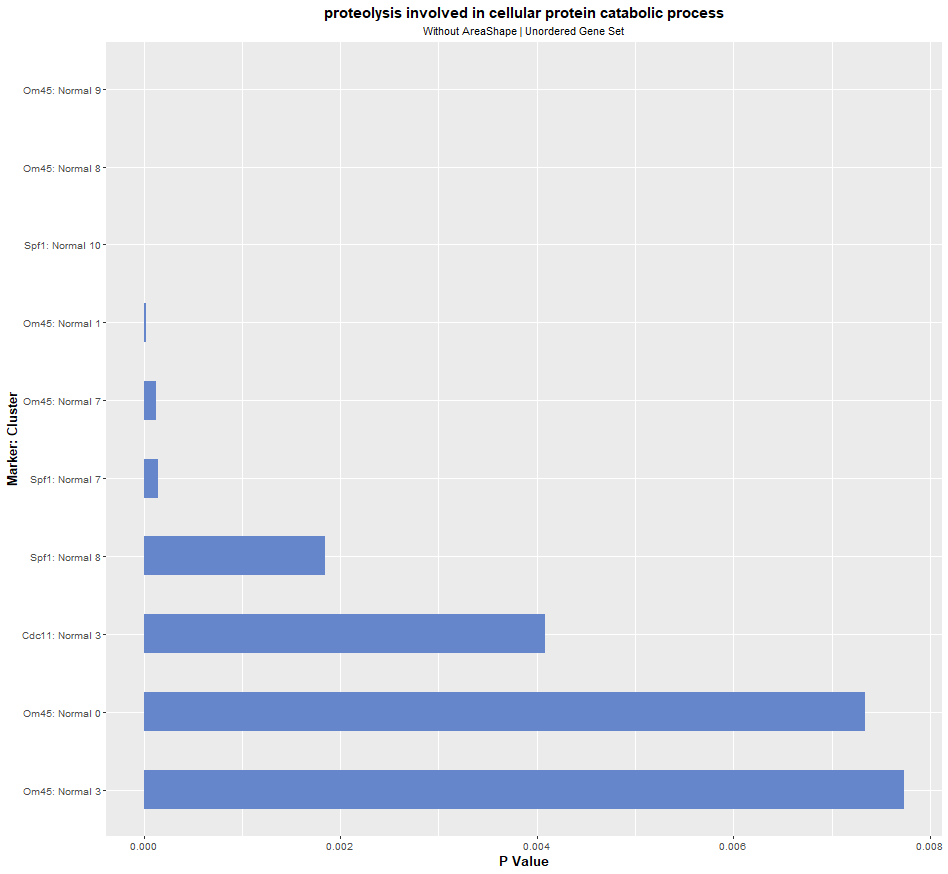 proteolysis involved in cellular protein catabolic process
Without AreaShape | Unordered Gene Set
Marker: Cluster
Om45: Normal 9
Om45: Normal 8
Spf1: Normal 10
Om45: Normal 1
Om45: Normal 7
Spf1: Normal 7
Spf1: Normal 8
Cdc11: Normal 3
Om45: Normal 0
Om45: Normal 3
0.000 0.002 0.004 0.006 0.008
P Value